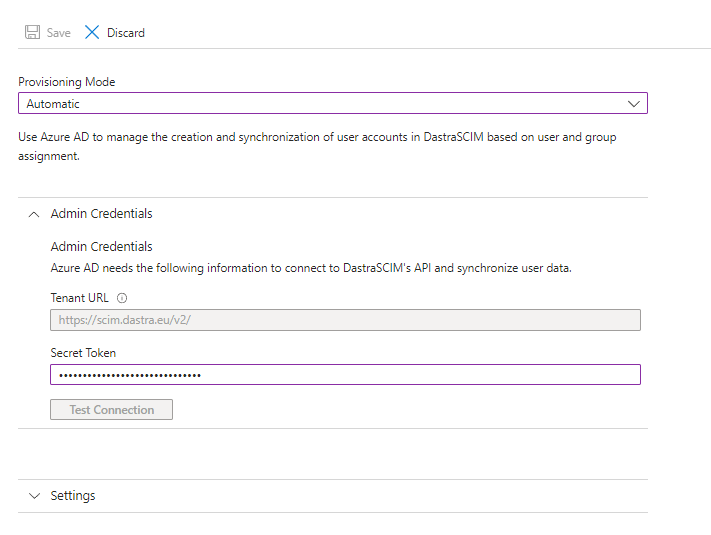 Save Discard
Provisioning Mode
Automatic
Use Azure AD to manage the creation and synchronization of user accounts in DastraSCIM based on user and group
assignment.
Admin Credentials
Admin Credentials
Azure AD needs the following information to connect to DastraSCIM's API and synchronize user data.
Tenant URL
https://scim.dastra.eu/v2/
Secret Token
••••••••••••••••••••••••••••••
Test Connection
Settings